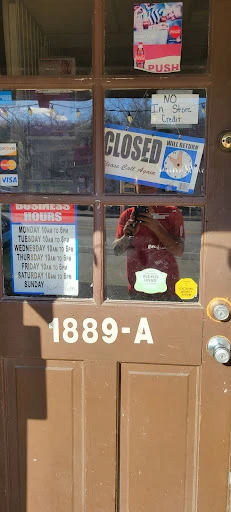 PUSH
NO
In Store
Credit
CLOSED
WILL RETURN
Please Call Again
VISA
BUSINESS
HOURS
MONDAY 10AM TO 6PM
TUESDAY 10AM TO 6PM
WEDNESDAY 10AM TO 6PM
THURSDAY 10AM TO 6PM
FRIDAY 10AM TO 6PM
SATURDAY 10AM TO 6PM
SUNDAY
1889-A